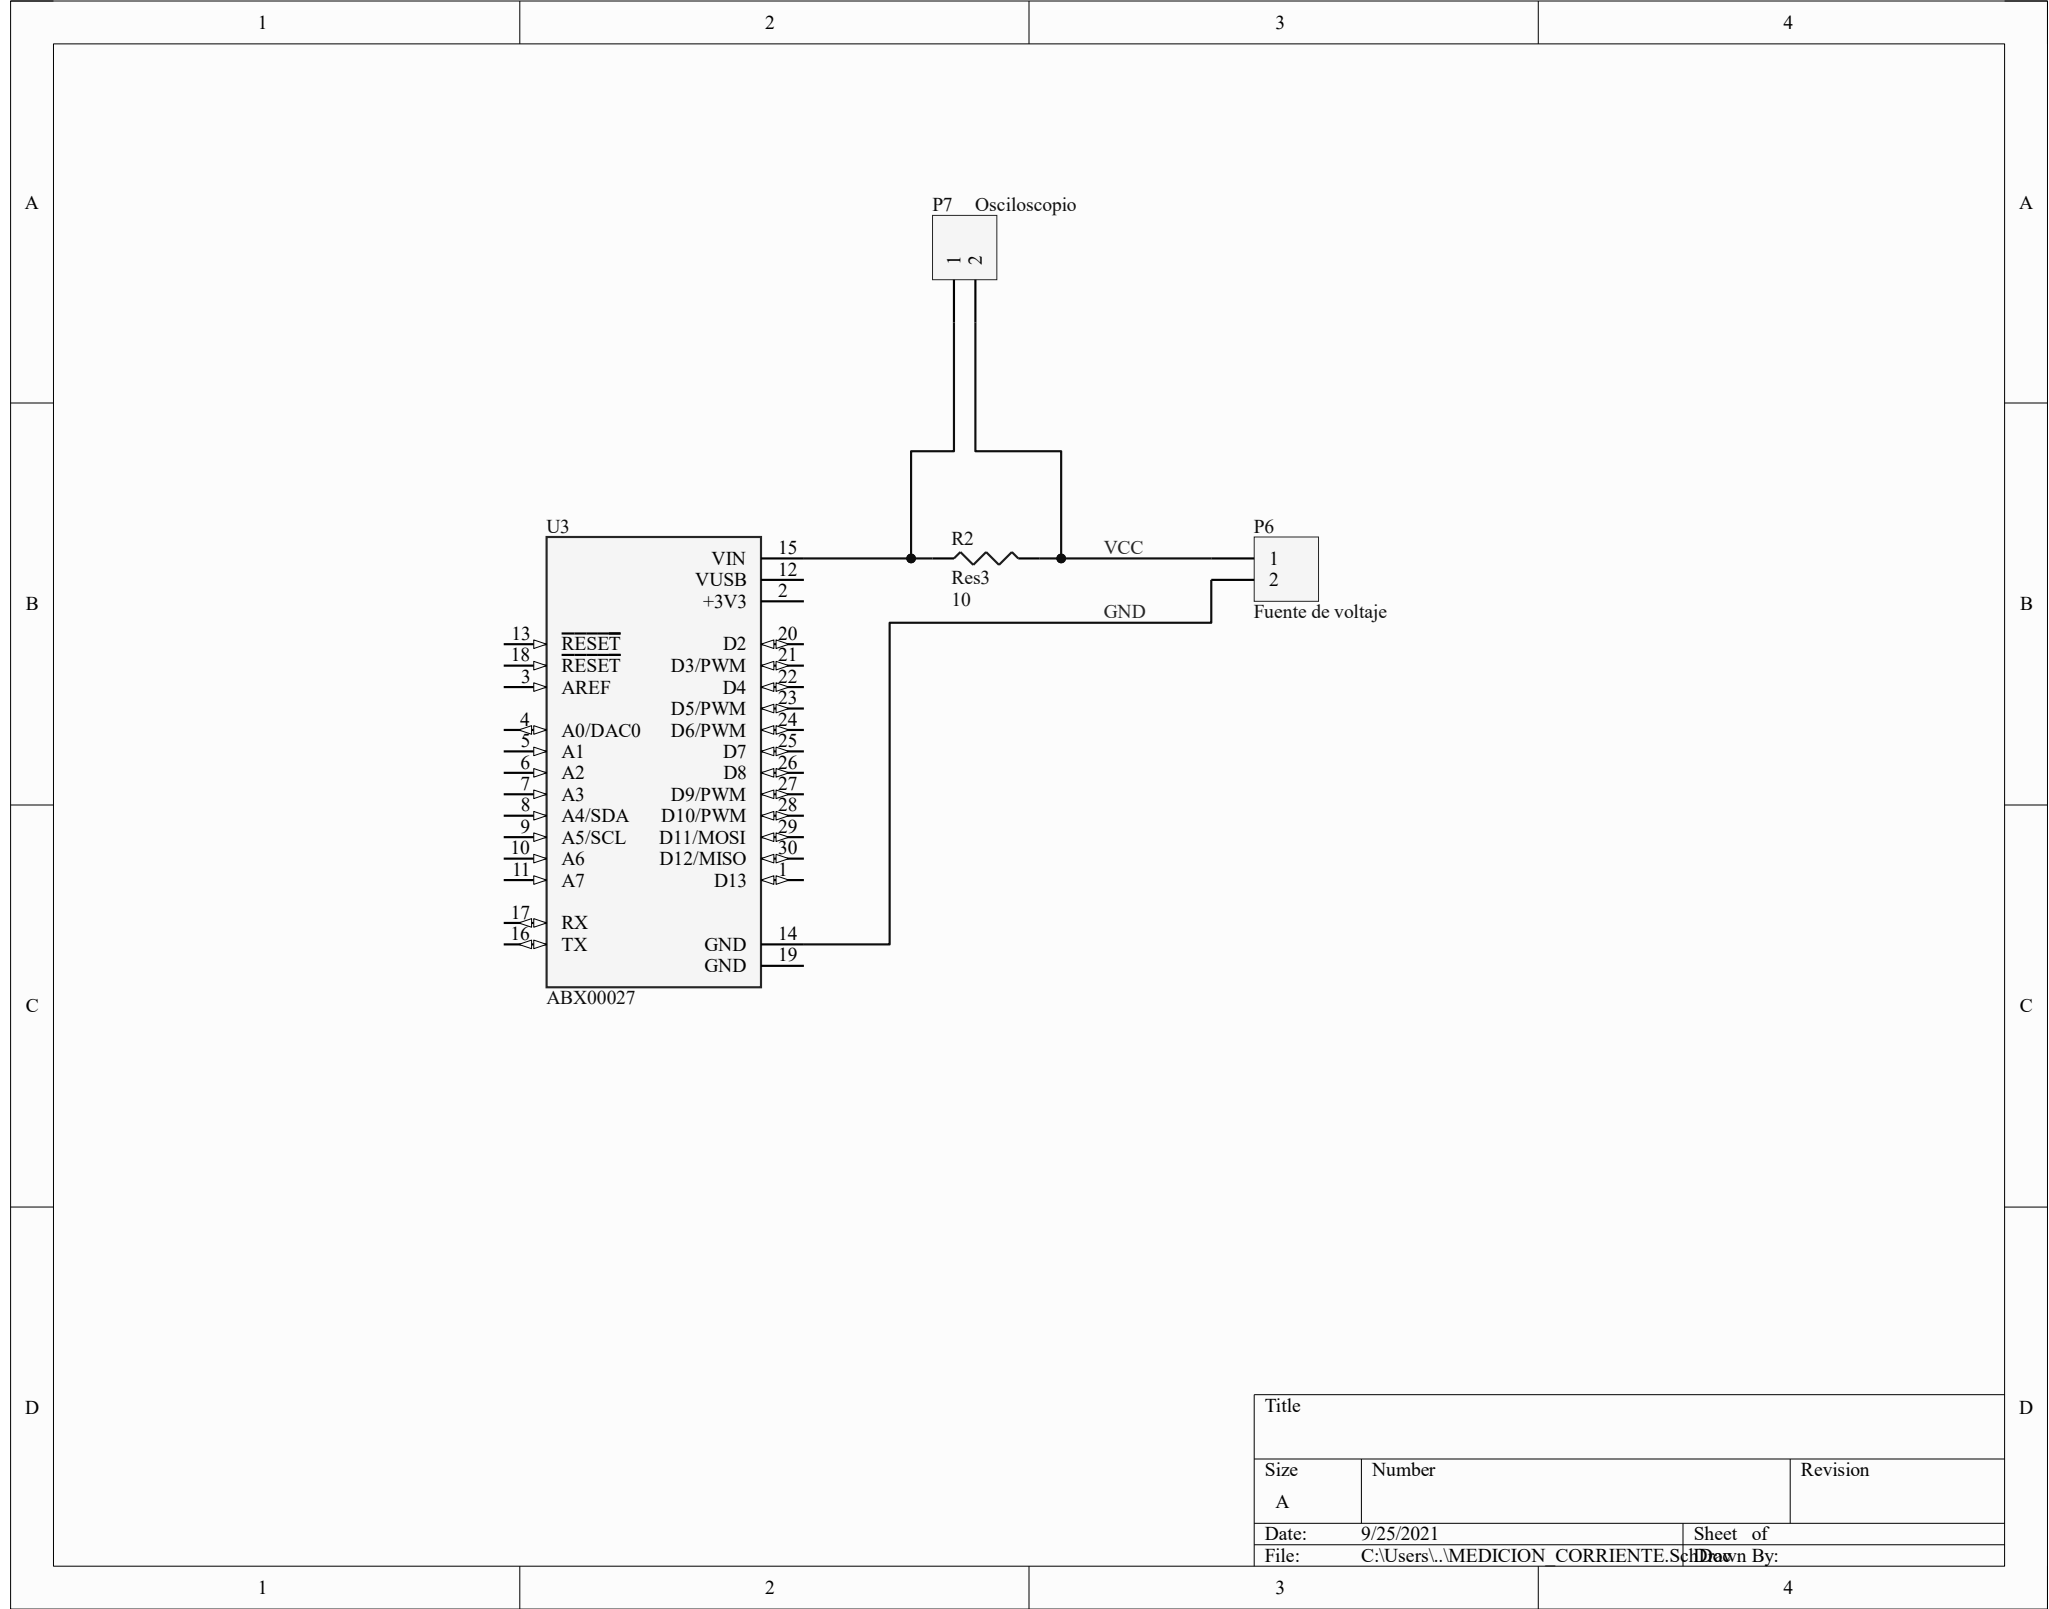 1 2 3 4
A A
P7 Osciloscopio
1 2
U3
R2
VCC
P6
VIN 15
1
VUSB 12
Res3
2
+3V3 2
10
B B
GND
Fuente de voltaje
13 RESET D2 20
18 RESET D3/PWM 21
3 AREF D4 22
D5/PWM 23
4 A0/DAC0 D6/PWM 24
5 A1 D7 25
6 A2 D8 26
7 A3 D9/PWM 27
8 A4/SDA D10/PWM 28
9 A5/SCL D11/MOSI 29
10 A6 D12/MISO 30
11 A7 D13 1
17 RX
16 TX GND 14
GND 19
ABX00027
C C
D D
Title
Size Number Revision
A
Date: 9/25/2021 Sheet of
File: C:\Users\..\MEDICION_CORRIENTE.SchDoc Drawn By:
1 2 3 4